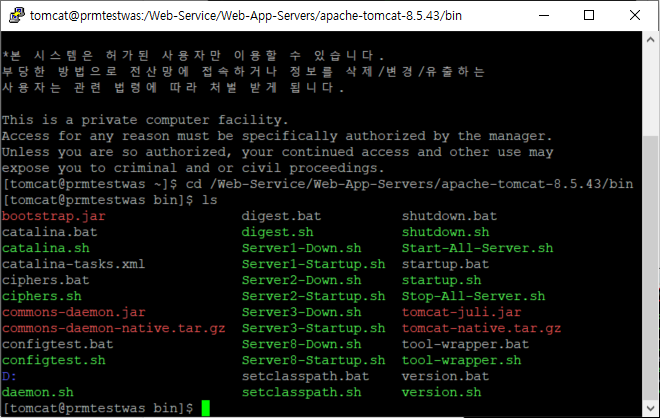 tomcat@prmtestwas:/Web-Service/Web-App-Servers/apache-tomcat-8.5.43/bin
*본 시스템은 허가된 사용자만 이용할 수 있습니다.
부당한 방법으로 전산망에 접속하거나 정보를 삭제/변경/유출하는
사용자는 관련 법령에 따라 처벌 받게 됩니다.
This is a private computer facility.
Access for any reason must be specifically authorized by the manager.
Unless you are so authorized, your continued access and other use may
expose you to criminal and or civil proceedings.
[tomcat@prmtestwas ~]$ cd /Web-Service/Web-App-Servers/apache-tomcat-8.5.43/bin
[tomcat@prmtestwas bin]$ ls
bootstrap.jar digest.bat shutdown.bat
catalina.bat digest.sh shutdown.sh
catalina.sh Server1-Down.sh Start-All-Server.sh
catalina-tasks.xml Server1-Startup.sh startup.bat
ciphers.bat Server2-Down.sh startup.sh
ciphers.sh Server2-Startup.sh Stop-All-Server.sh
commons-daemon.jar Server3-Down.sh tomcat-juli.jar
commons-daemon-native.tar.gz Server3-Startup.sh tomcat-native.tar.gz
configtest.bat Server8-Down.sh tool-wrapper.bat
configtest.sh Server8-Startup.sh tool-wrapper.sh
D: setclasspath.bat version.bat
daemon.sh setclasspath.sh version.sh
[tomcat@prmtestwas bin]$